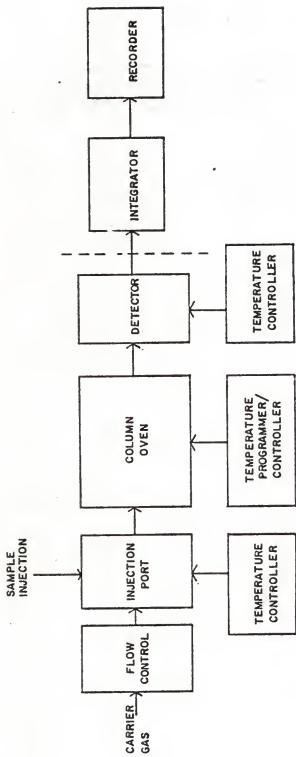 CARRIER
GAS
FLOW
CONTROL
SAMPLE
INJECTION
INJECTION
PORT
TEMPERATURE
CONTROLLER
COLUMN
OVEN
TEMPERATURE
PROGRAMMER/
CONTROLLER
DETECTOR
TEMPERATURE
CONTROLLER
INTEGRATOR
RECORDER